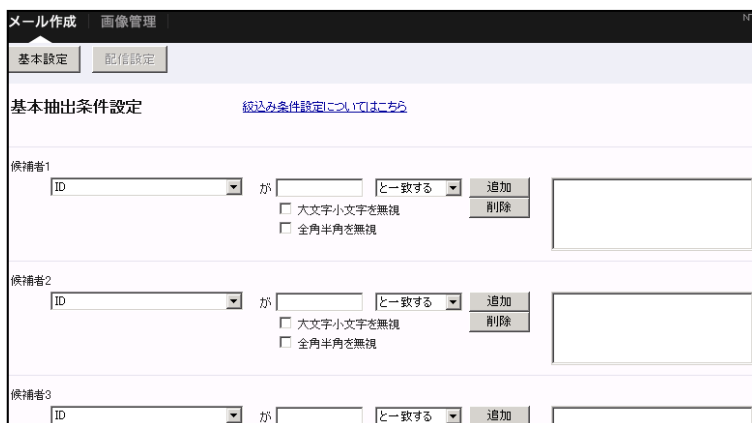 メール作成 画像管理 NT
基本設定 配信設定
基本抽出条件設定 絞込み条件設定についてはこちら
候補者1
ID が と一致する 追加
大文字小文字を無視 削除
全角半角を無視
候補者2
ID が と一致する 追加
大文字小文字を無視 削除
全角半角を無視
候補者3
ID が と一致する 追加